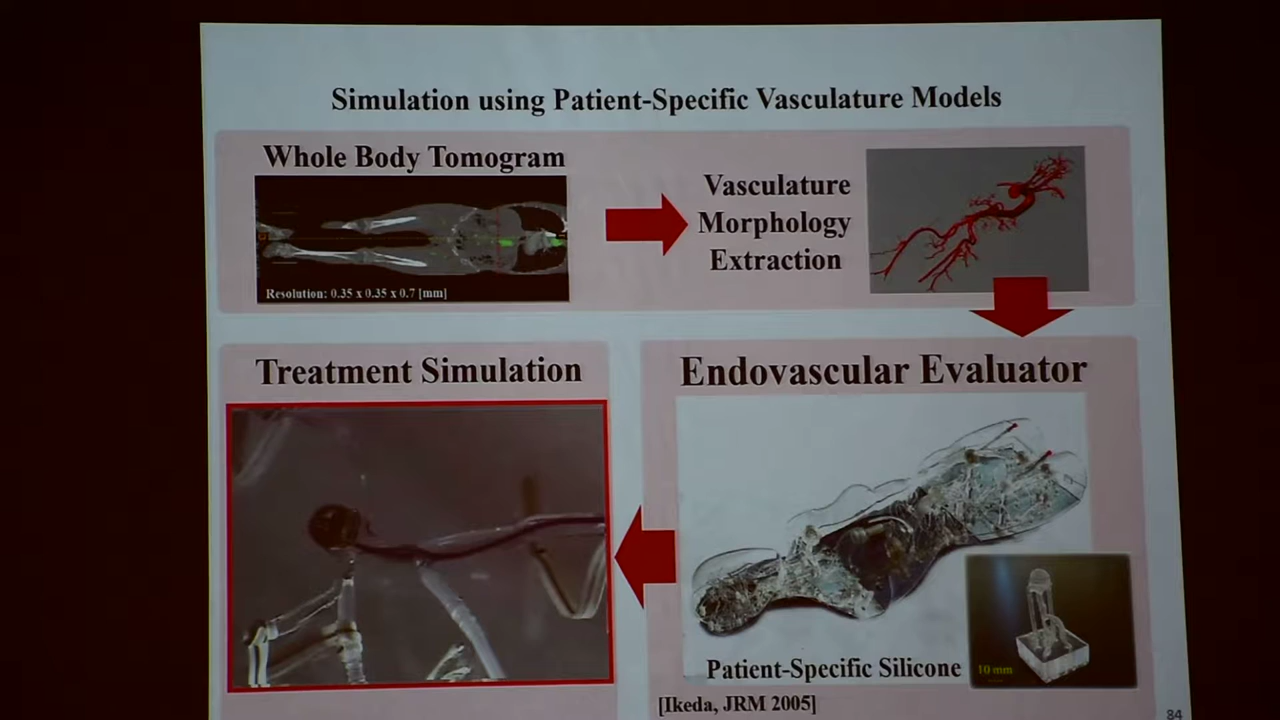 Simulation using Patient-Specific Vasculature Models
Whole Body Tomogram
Resolution: 0.35 x 0.35 x 0.7 [mm]
Vasculature
Morphology
Extraction
Treatment Simulation
Endovascular Evaluator
10 mm
Patient-Specific Silicone
[Ikeda, JRM 2005]
84